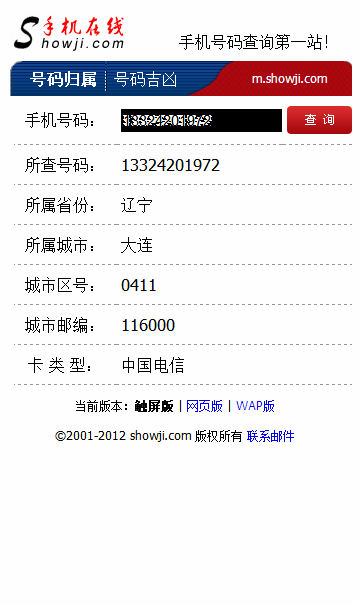 手机在线
Showji.com
手机号码查询第一站!
号码归属 号码吉凶 m.showji.com
手机号码： 13324201972 查 询
所查号码： 13324201972
所属省份： 辽宁
所属城市： 大连
城市区号： 0411
城市邮编： 116000
卡 类 型： 中国电信
当前版本：触屏版 | 网页版 | WAP版
©2001-2012 showji.com 版权所有 联系邮件